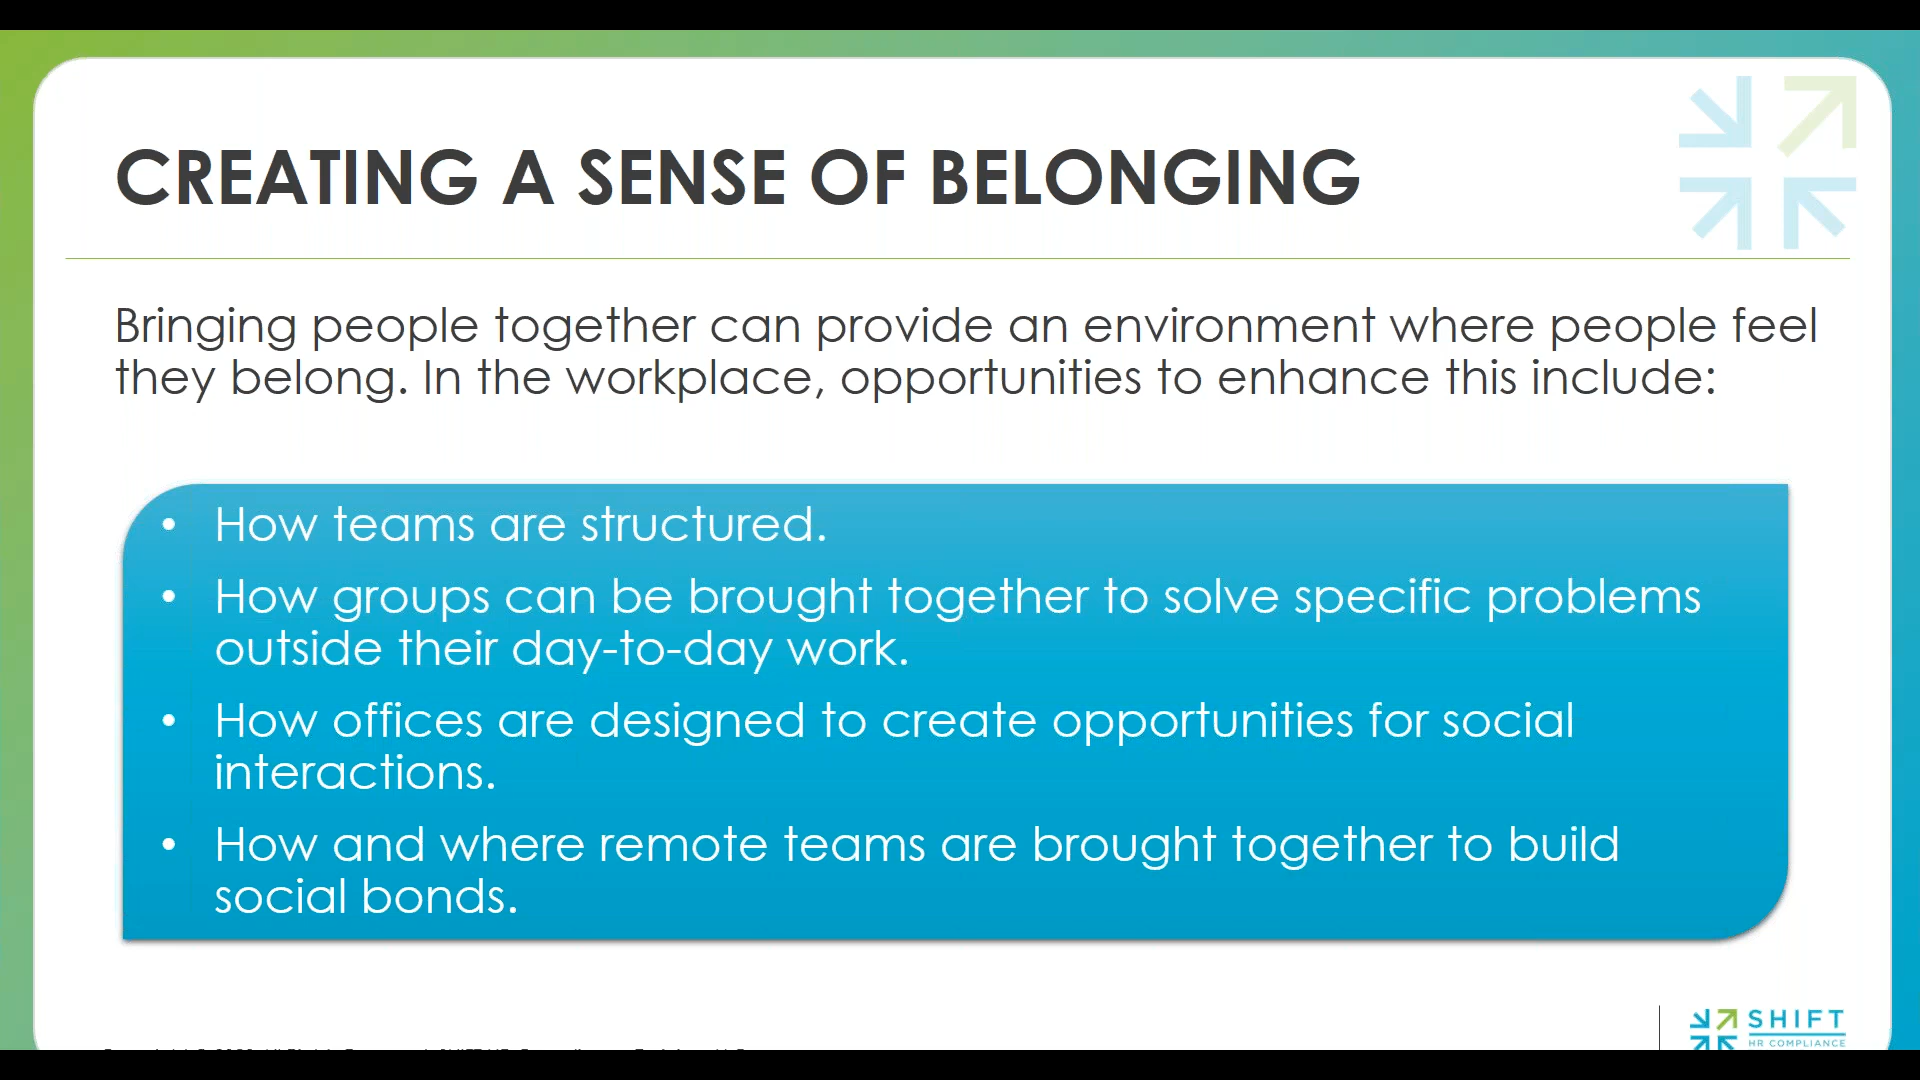 CREATING A SENSE OF BELONGING
Bringing people together can provide an environment where people feel
they belong. In the workplace, opportunities to enhance this include:
• How teams are structured.
• How groups can be brought together to solve specific problems
outside their day-to-day work.
• How offices are designed to create opportunities for social
interactions.
• How and where remote teams are brought together to build
social bonds.
SHIFT
HR COMPLIANCE